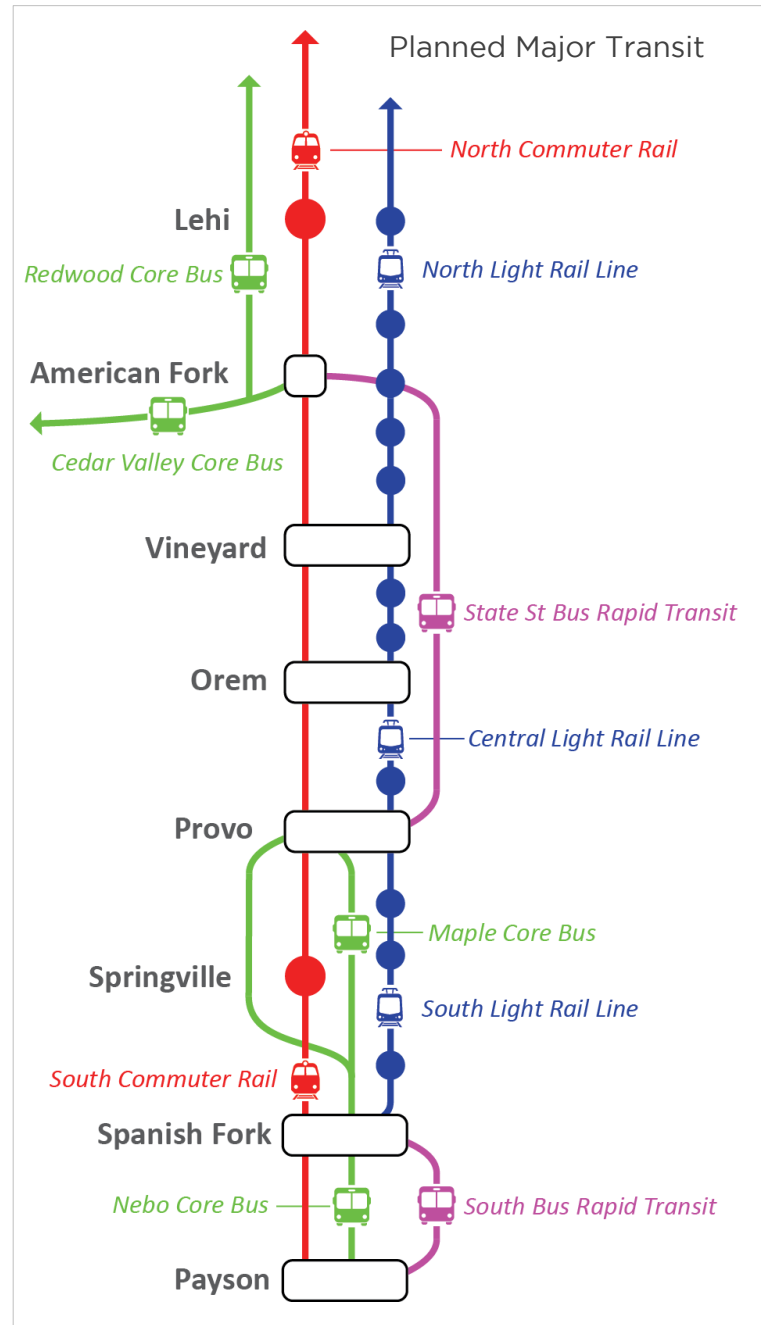 Planned Major Transit
North Commuter Rail
Lehi
Redwood Core Bus
North Light Rail Line
American Fork
Cedar Valley Core Bus
Vineyard
State St Bus Rapid Transit
Orem
Central Light Rail Line
Provo
Maple Core Bus
Springville
South Light Rail Line
South Commuter Rail
Spanish Fork
Nebo Core Bus
South Bus Rapid Transit
Payson